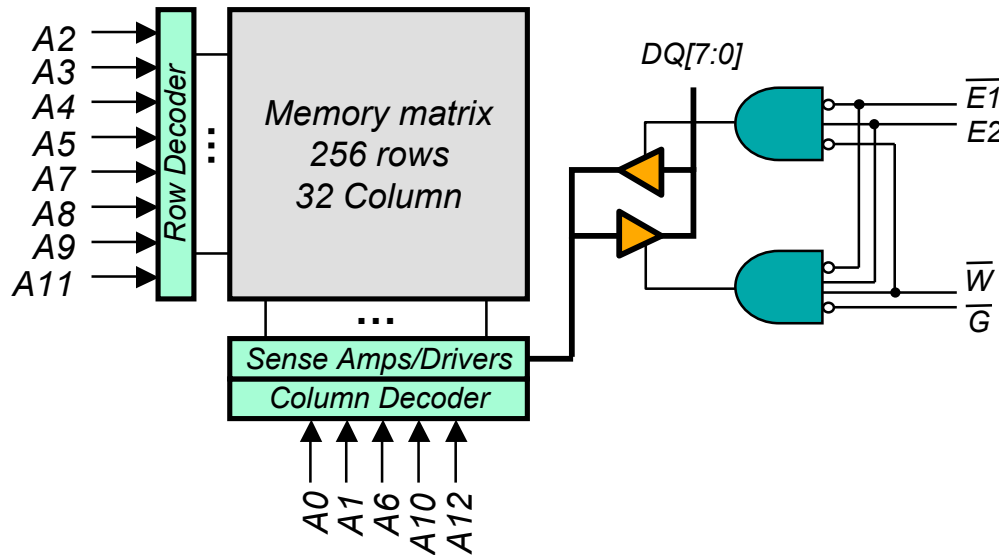 A2
A3
A4
A5
A7
A8
A9
A11
Row Decoder
...
Memory matrix
256 rows
32 Column
...
Sense Amps/Drivers
Column Decoder
A0
A1
A6
A10
A12
DQ[7:0]
E1
E2
W
G